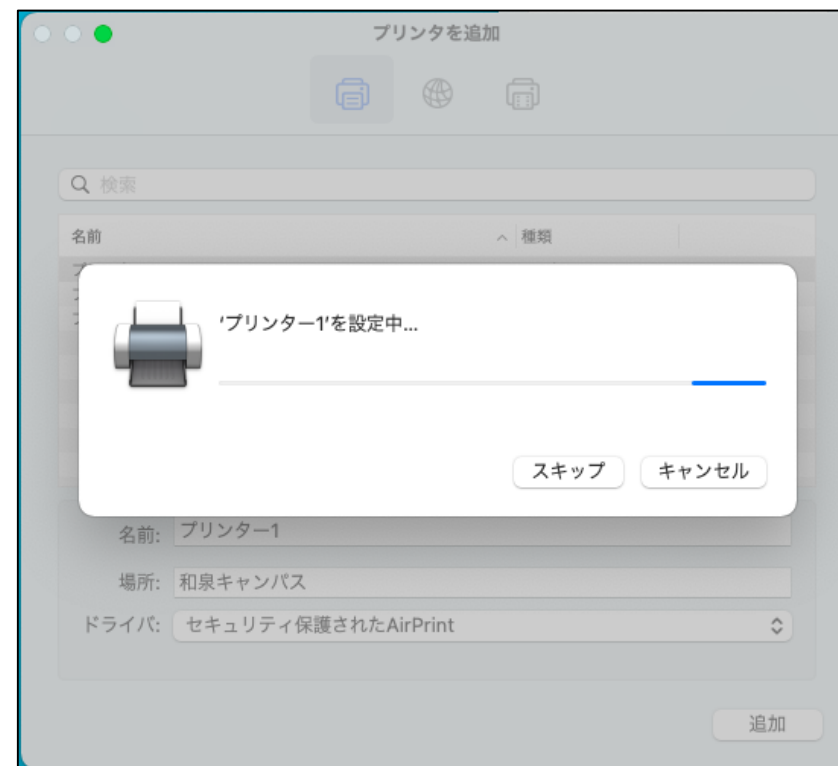 プリンタを追加
検索
名前
種類
'プリンター1'を設定中...
スキップ
キャンセル
名前: プリンター1
場所: 和泉キャンパス
ドライバ: セキュリティ保護されたAirPrint
追加